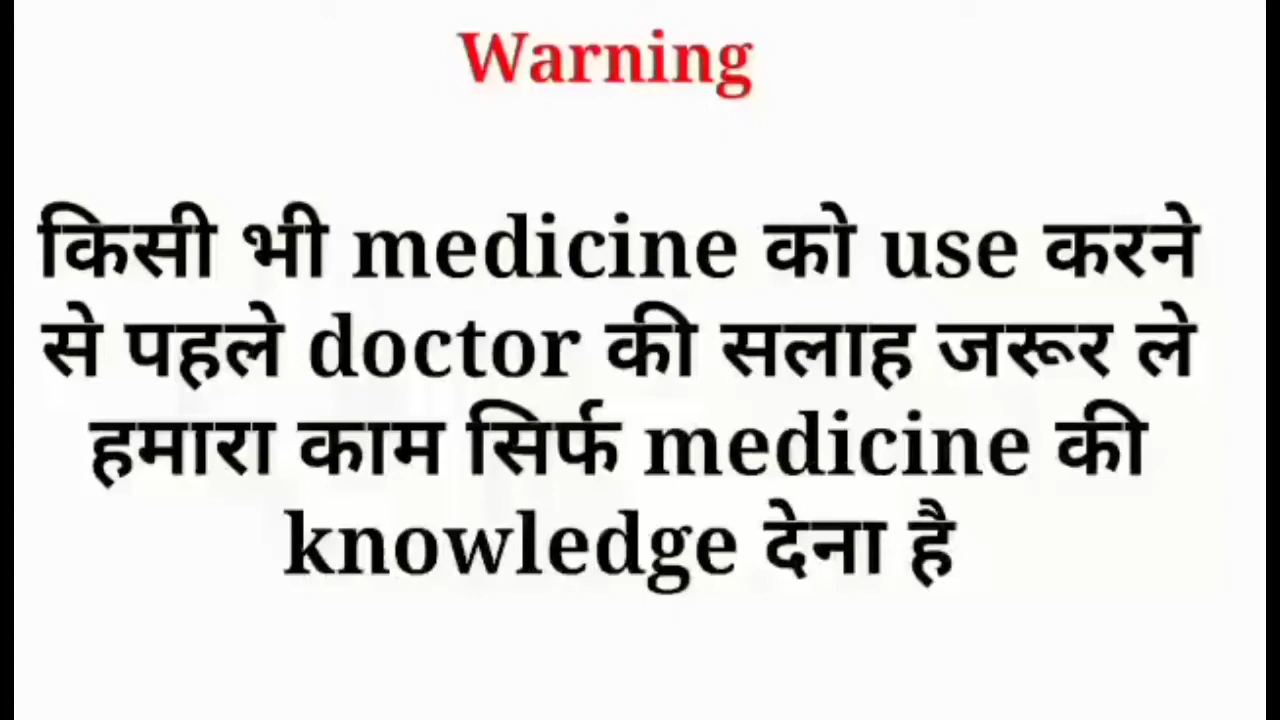 Warning
किसी भी medicine को use करने
से पहले doctor की सलाह जरूर ले
हमारा काम सिर्फ medicine की
knowledge देना है